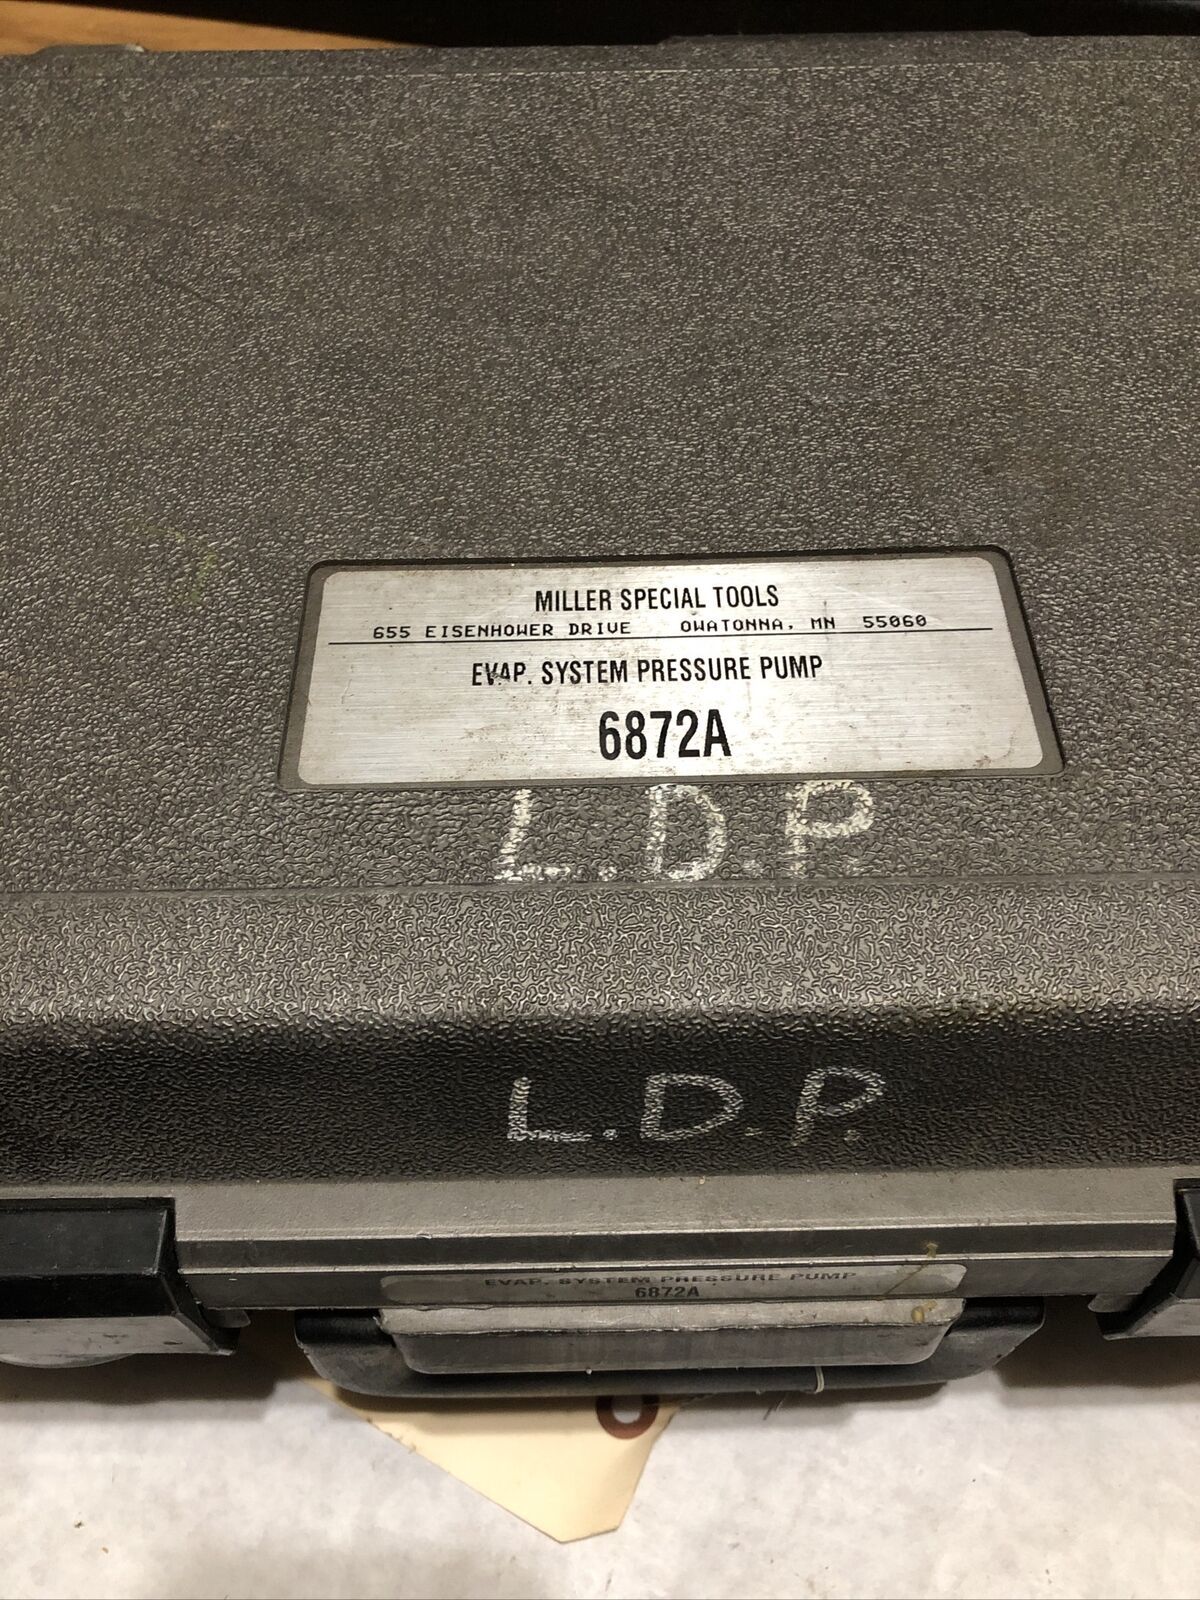 MILLER SPECIAL TOOLS
655 EISENHOWER DRIVE OWATONNA, MN 55060
EVAP. SYSTEM PRESSURE PUMP
6872A
L.D.P.
L.D.P.
EVAP. SYSTEM PRESSURE PUMP
6872A